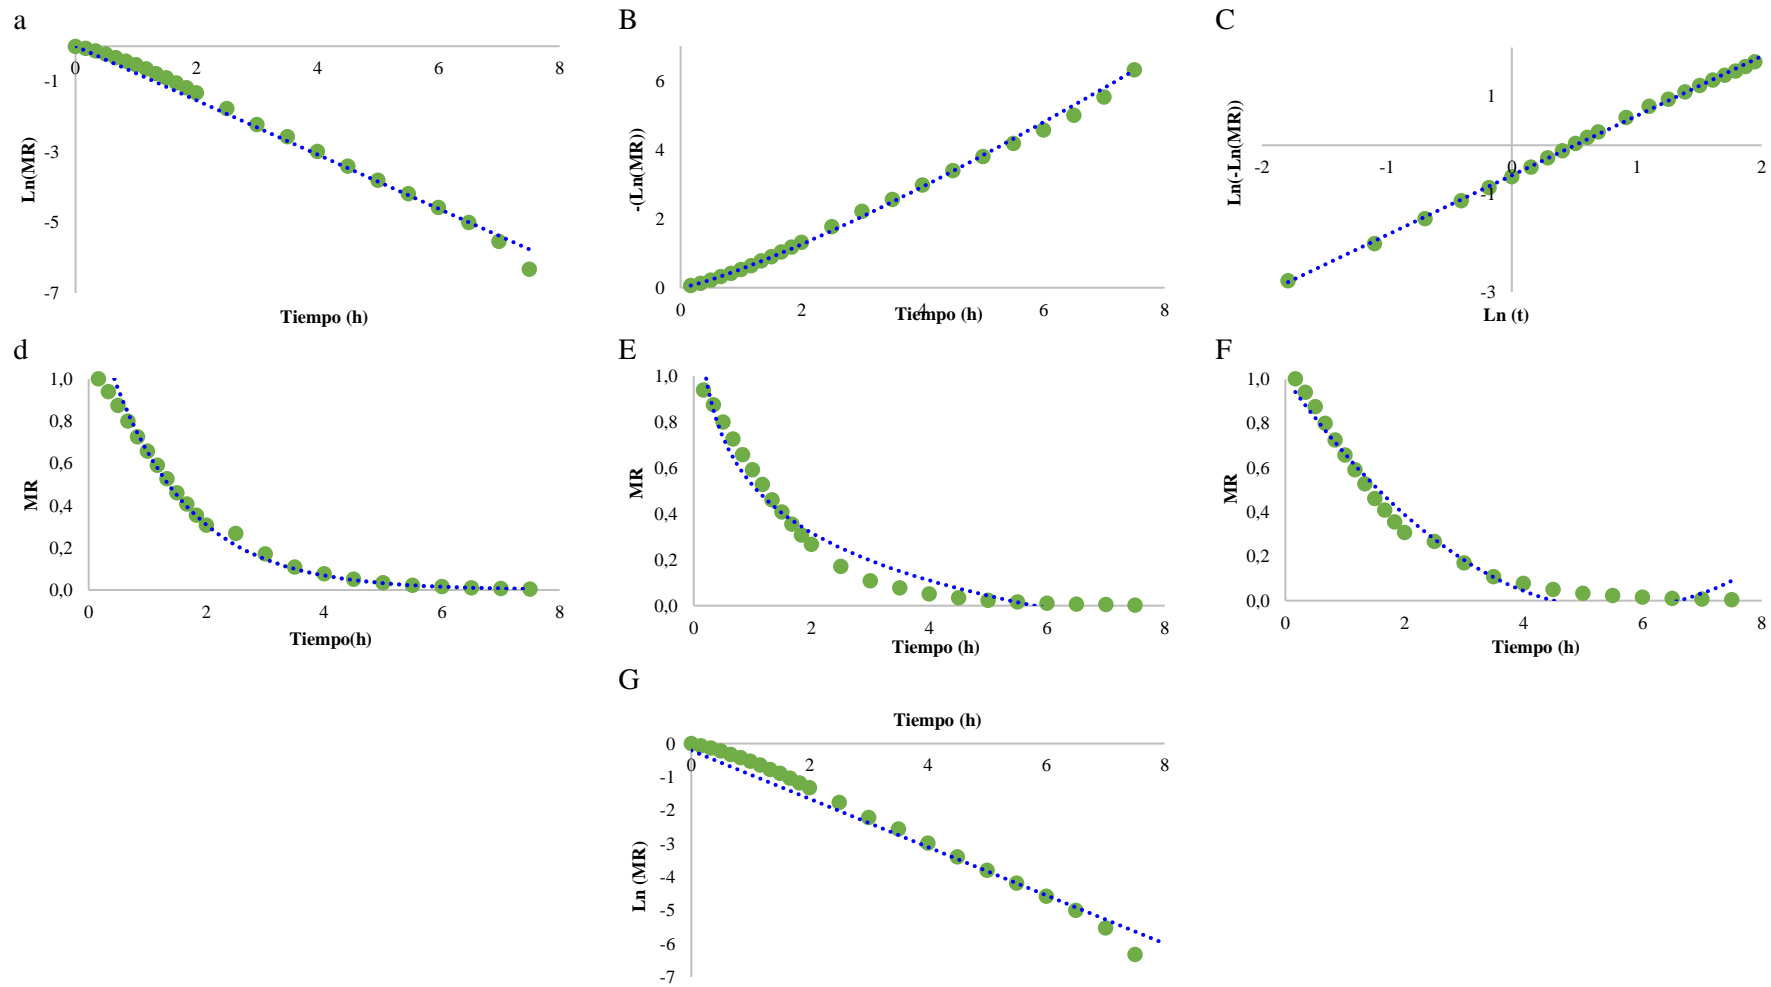 a
B
C
0 2 4 6 8
-1
-3
-5
-7
Ln(MR)
Tiempo (h)
6
4
2
0
0 2 4 6 8
-(Ln(MR))
Tiempo (h)
1
-1
-3
-2 -1 0 1 2
Ln(-Ln(MR))
Ln (t)
d
E
F
1,0
0,8
0,6
0,4
0,2
0,0
0 2 4 6 8
MR
Tiempo(h)
1,0
0,8
0,6
0,4
0,2
0,0
0 2 4 6 8
MR
Tiempo (h)
1,0
0,8
0,6
0,4
0,2
0,0
0 2 4 6 8
MR
Tiempo (h)
G
Tiempo (h)
0
-1
-2
-3
-4
-5
-6
-7
0 2 4 6 8
Ln (MR)